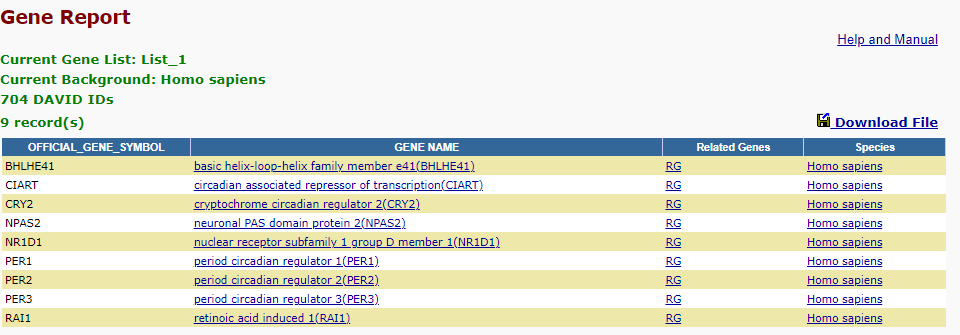 Gene Report
Help and Manual
Current Gene List: List_1
Current Background: Homo sapiens
704 DAVID IDs
9 record(s)
Download File
OFFICIAL_GENE_SYMBOL GENE NAME Related Genes Species
BHLHE41 basic helix-loop-helix family member e41(BHLHE41) RG Homo sapiens
CIART circadian associated repressor of transcription(CIART) RG Homo sapiens
CRY2 cryptochrome circadian regulator 2(CRY2) RG Homo sapiens
NPAS2 neuronal PAS domain protein 2(NPAS2) RG Homo sapiens
NR1D1 nuclear receptor subfamily 1 group D member 1(NR1D1) RG Homo sapiens
PER1 period circadian regulator 1(PER1) RG Homo sapiens
PER2 period circadian regulator 2(PER2) RG Homo sapiens
PER3 period circadian regulator 3(PER3) RG Homo sapiens
RAI1 retinoic acid induced 1(RAI1) RG Homo sapiens